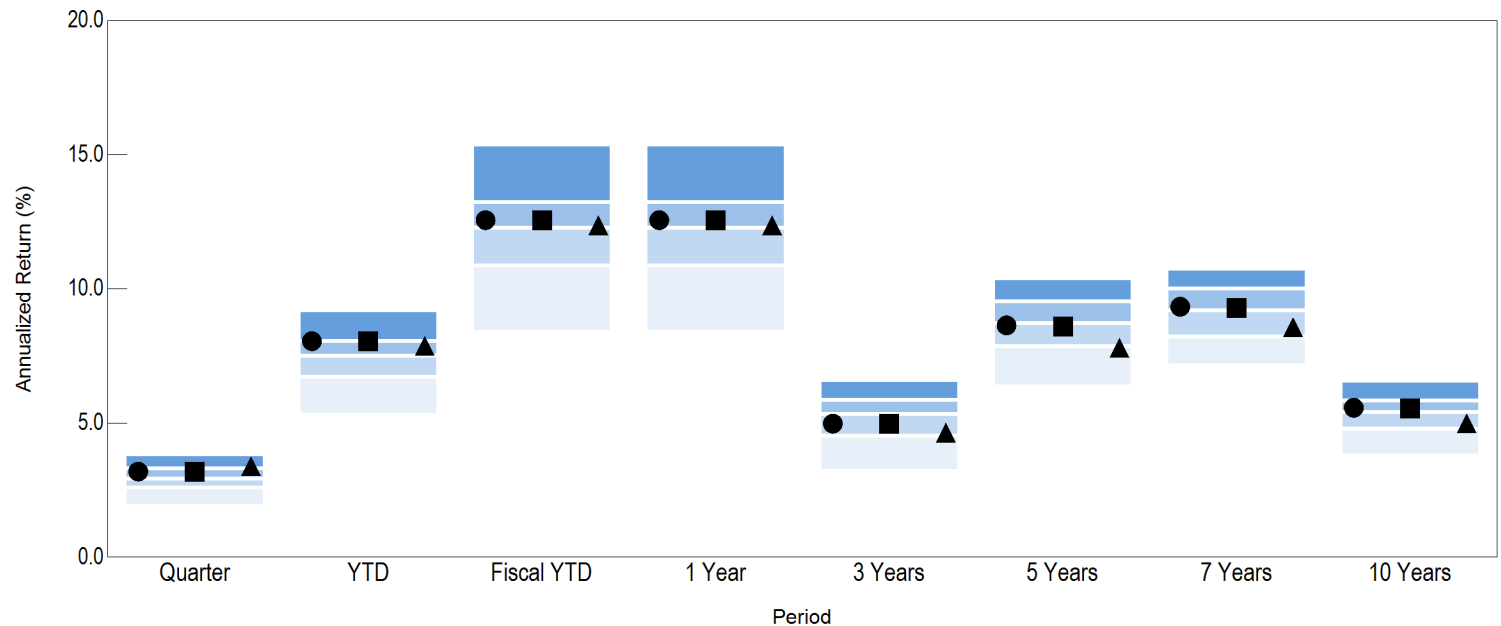 20.0
15.0
10.0
5.0
0.0
Annualized Return (%)
Quarter YTD Fiscal YTD 1 Year 3 Years 5 Years 7 Years 10 Years
Period